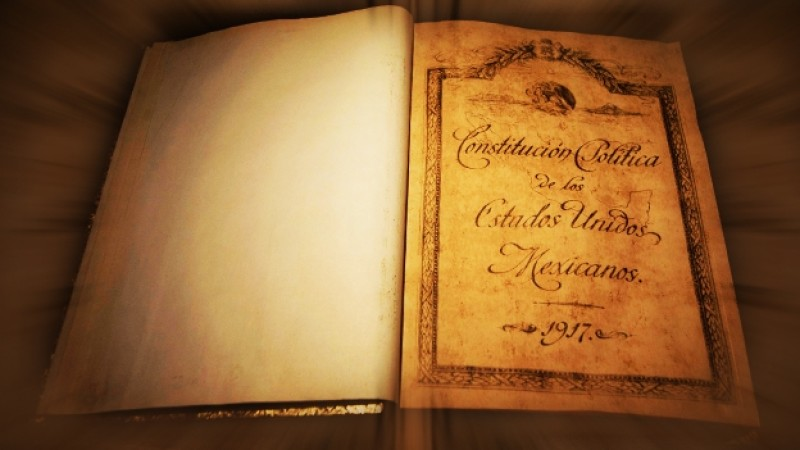 Constitución Política
de los
Estados Unidos
Mexicanos.
.1917.